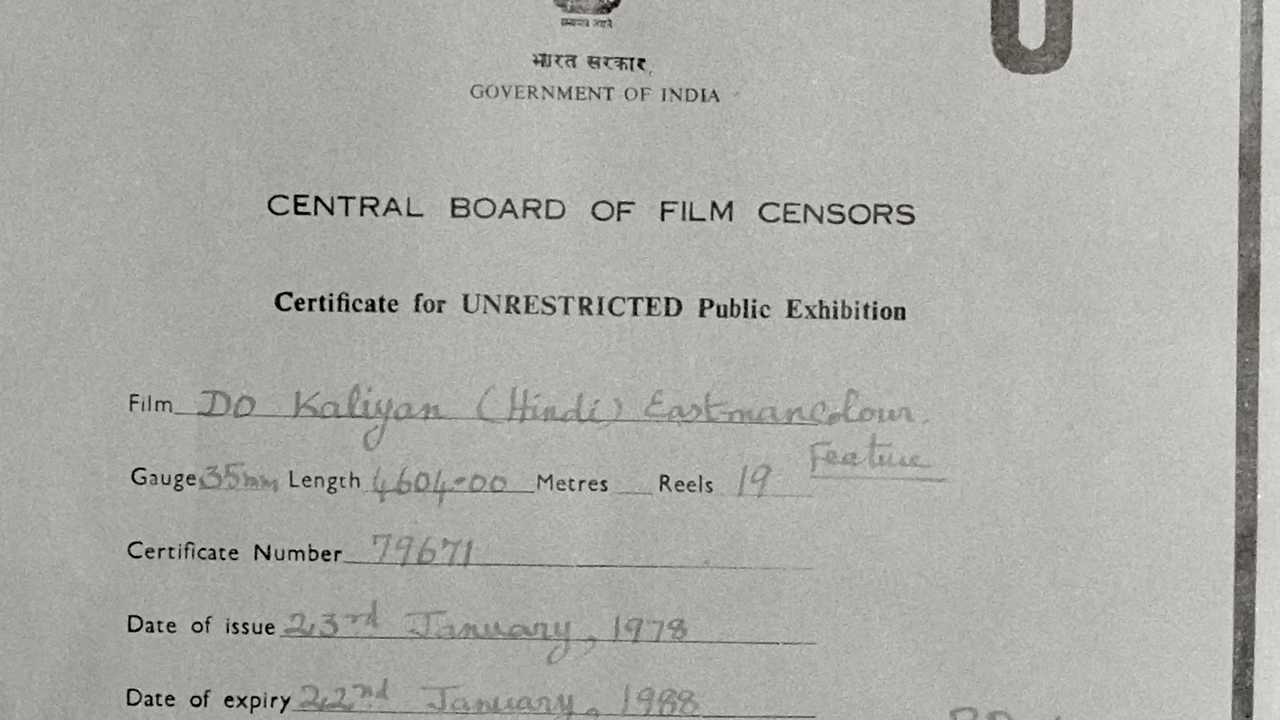 U
भारत सरकार,
GOVERNMENT OF INDIA
CENTRAL BOARD OF FILM CENSORS
Certificate for UNRESTRICTED Public Exhibition
Film Do Kaliyan (Hindi) Eastmancolour.
Feature
Gauge 35mm Length 4604.00 Metres Reels 19
Certificate Number 79671
Date of issue 23rd January, 1978
Date of expiry 22nd January, 1988